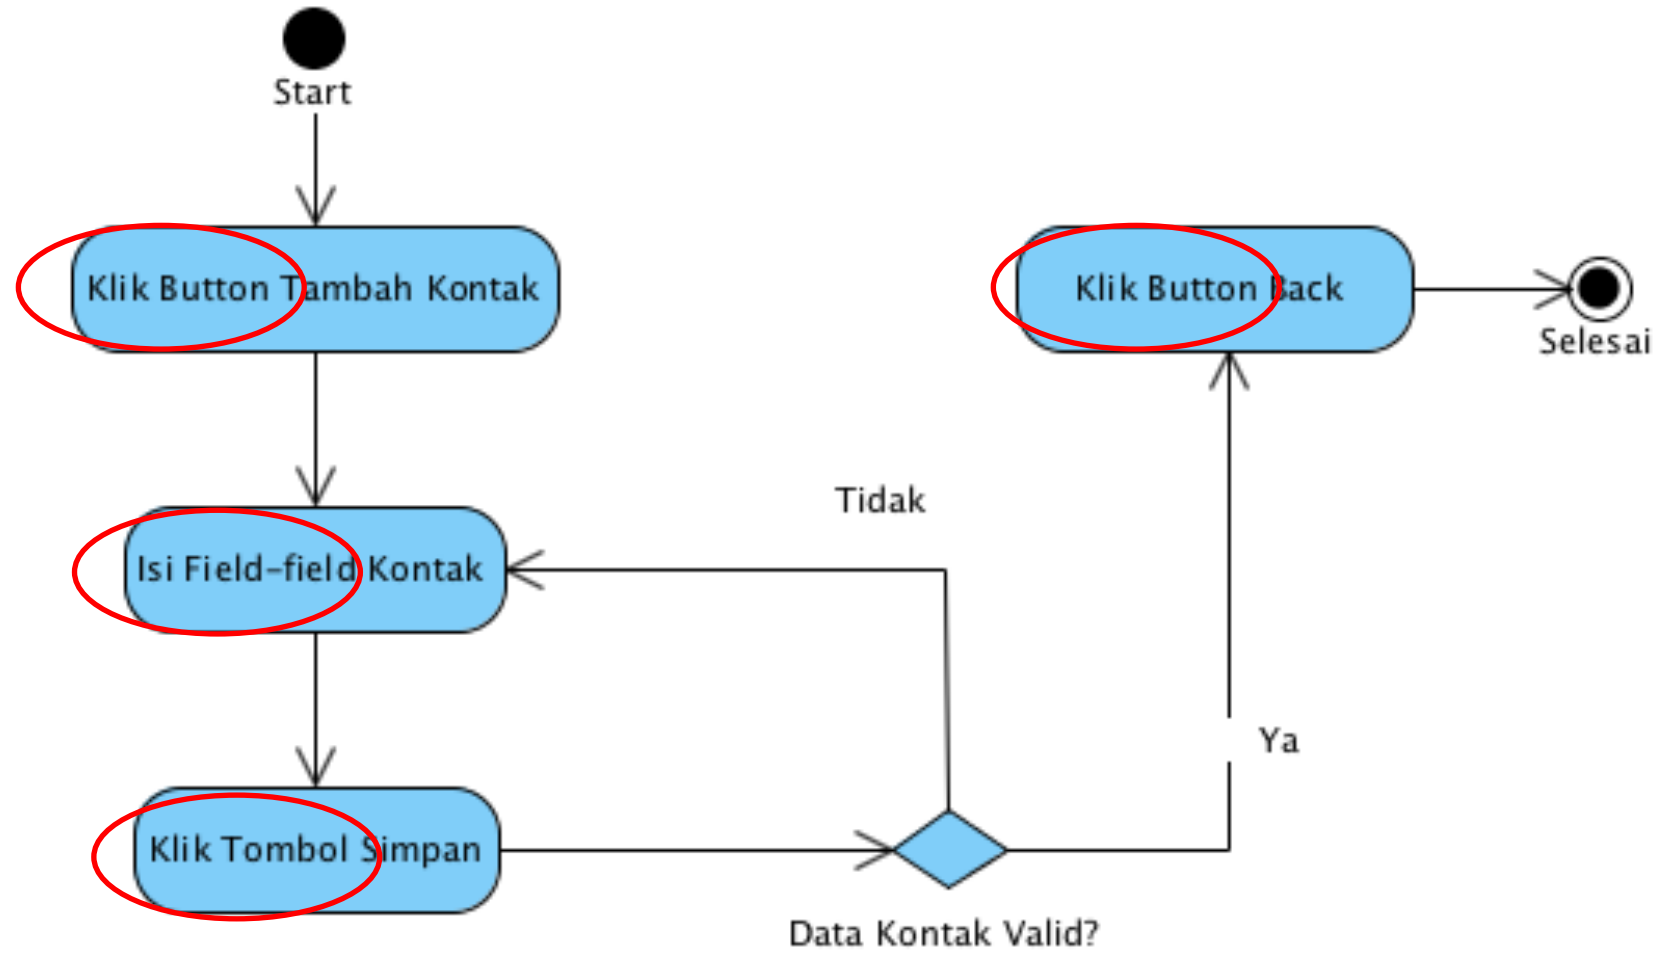 Start
Klik Button Tambah Kontak
Klik Button Back
Selesai
Tidak
Isi Field-field Kontak
Ya
Klik Tombol Simpan
Data Kontak Valid?